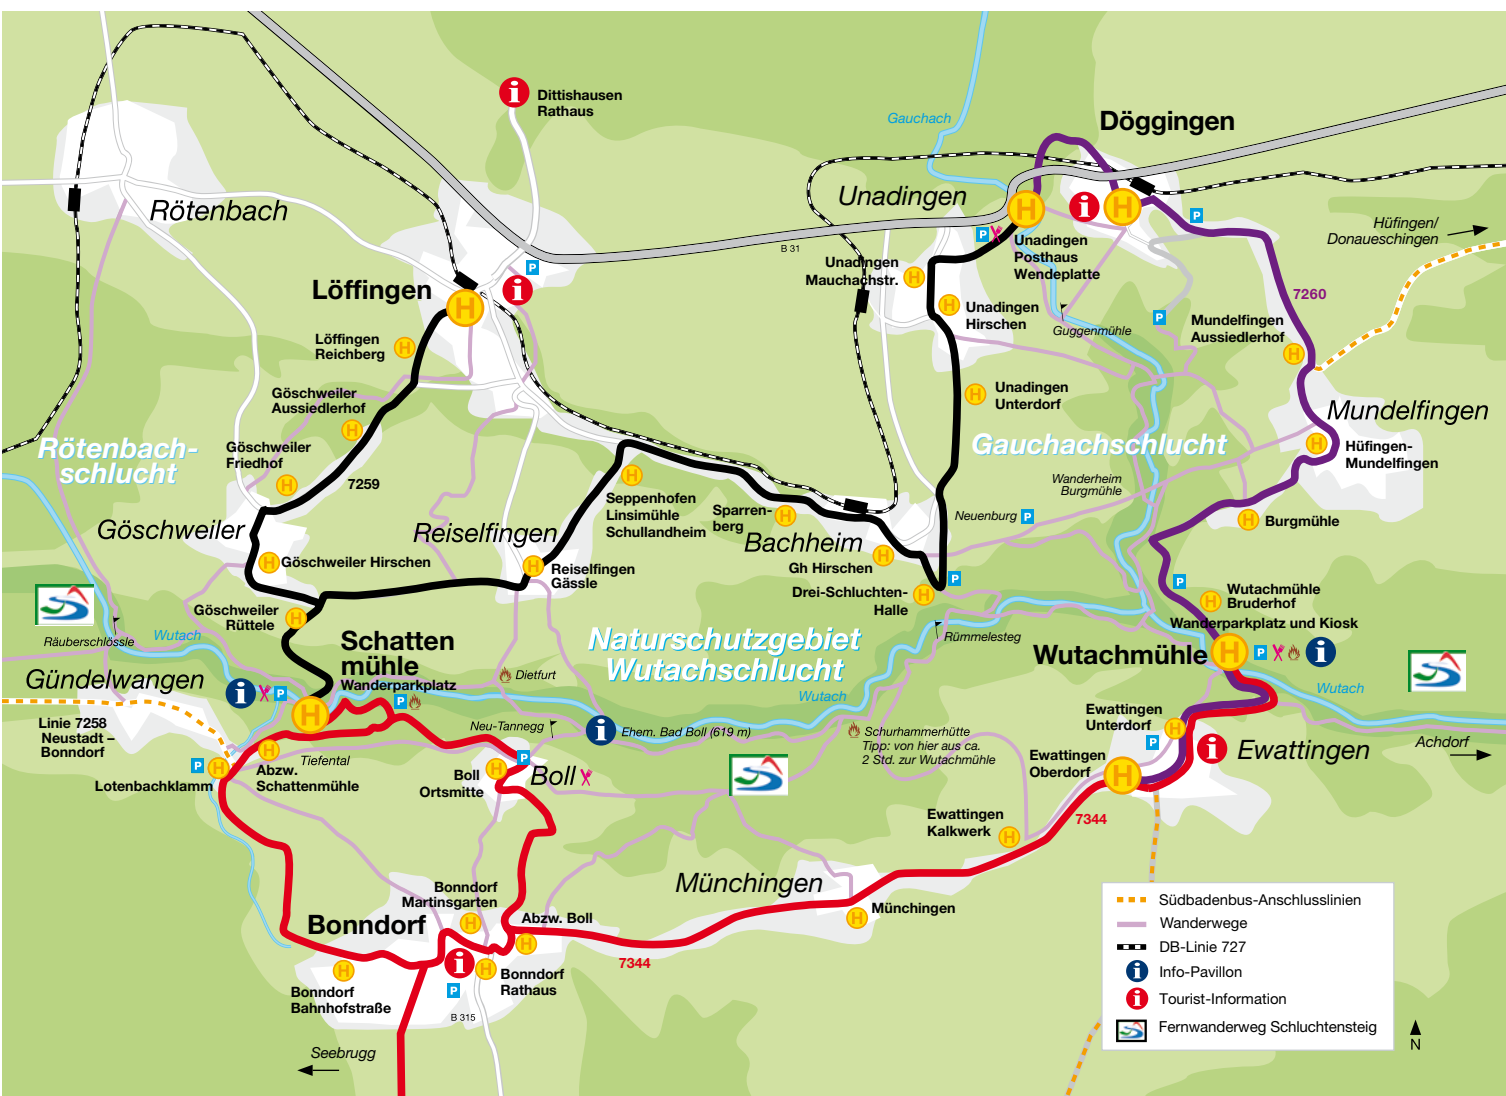 Dittishausen
Rathaus
Gauchach
Döggingen
Rötenbach
Unadingen
Hüfingen/
Donaueschingen
P
H
i
Unadingen
Posthaus
Wendeplatte
B 31
Unadingen
Mauchachstr.
Löffingen
7260
Unadingen
Hirschen
Guggenmühle
Mundelfingen
Aussiedlerhof
Löffingen
Reichberg
Göschweiler
Aussiedlerhof
Unadingen
Unterdorf
Mundelfingen
Rötenbach-
schlucht
Göschweiler
Friedhof
Gauchachschlucht
Hüfingen-
Mundelfingen
7259
Wanderheim
Burgmühle
Seppenhofen
Linsimühle
Schullandheim
Sparren-
berg
Neuenburg
Burgmühle
Göschweiler
Reiselfingen
Bachheim
Göschweiler Hirschen
Reiselfingen
Gässle
Gh Hirschen
Drei-Schluchten-
Halle
Wutachmühle
Bruderhof
Göschweiler
Rüttele
Wanderparkplatz und Kiosk
Räuberschlössle
Wutach
Schatten
mühle
Wanderparkplatz
Naturschutzgebiet
Wutachschlucht
Rümmelesteg
Wutachmühle
Gündelwangen
Dietfurt
Wutach
Wutach
Linie 7258
Neustadt –
Bonndorf
Neu-Tannegg
Ehem. Bad Boll (619 m)
Schurhammerhütte
Tipp: von hier aus ca.
2 Std. zur Wutachmühle
Ewattingen
Unterdorf
Ewattingen
Achdorf
Ewattingen
Oberdorf
Tiefental
Lotenbachklamm
Abzw.
Schattenmühle
Boll
Ortsmitte
Boll
Ewattingen
Kalkwerk
7344
Münchingen
Bonndorf
Martinsgarten
Bonndorf
Abzw. Boll
Münchingen
7344
Bonndorf
Rathaus
Bonndorf
Bahnhofstraße
B 315
Seebrugg
Südbadenbus-Anschlusslinien
Wanderwege
DB-Linie 727
i Info-Pavillon
i Tourist-Information
Fernwanderweg Schluchtensteig
N